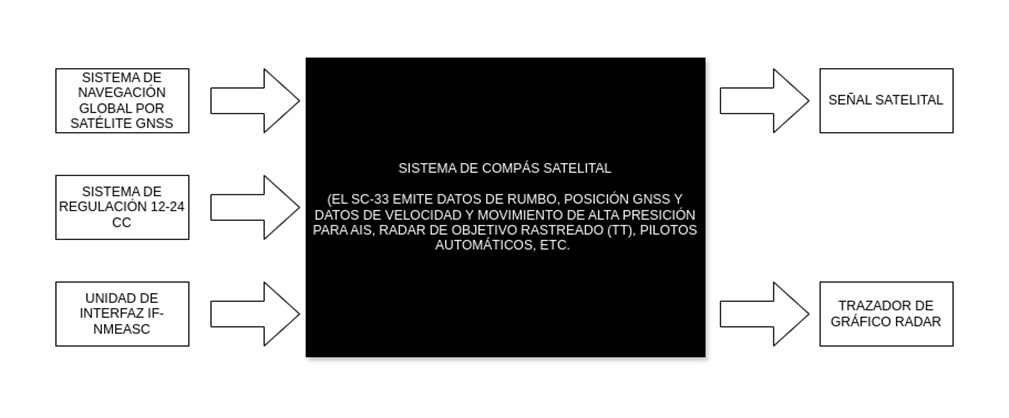 SISTEMA DE
NAVEGACIÓN
GLOBAL POR
SATÉLITE GNSS
SISTEMA DE
REGULACIÓN 12-24
CC
UNIDAD DE
INTERFAZ IF-
NMEASC
SISTEMA DE COMPÁS SATELITAL
(EL SC-33 EMITE DATOS DE RUMBO, POSICIÓN GNSS Y
DATOS DE VELOCIDAD Y MOVIMIENTO DE ALTA PRESICIÓN
PARA AIS, RADAR DE OBJETIVO RASTREADO (TT), PILOTOS
AUTOMÁTICOS, ETC.
SEÑAL SATELITAL
TRAZADOR DE
GRÁFICO RADAR